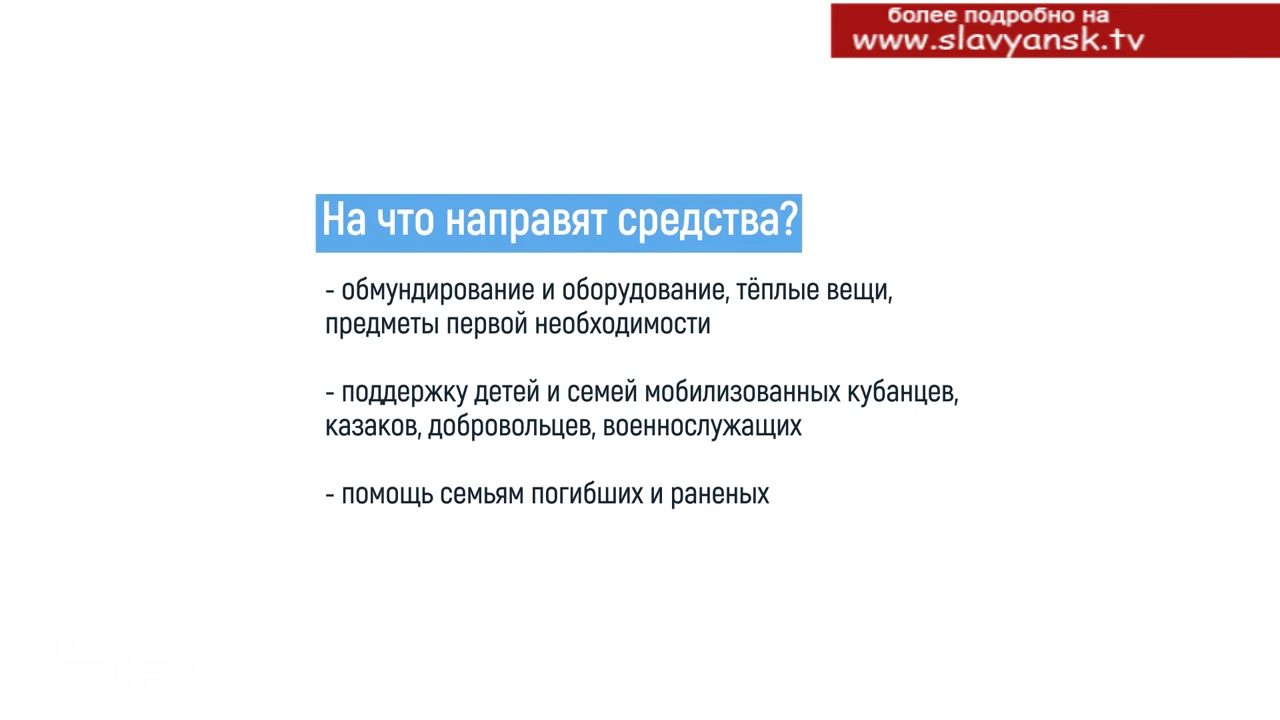 более подробно на
www.slavyansk.tv
На что направят средства?
- обмундирование и оборудование, тёплые вещи,
предметы первой необходимости
- поддержку детей и семей мобилизованных кубанцев,
казаков, добровольцев, военнослужащих
- помощь семьям погибших и раненых